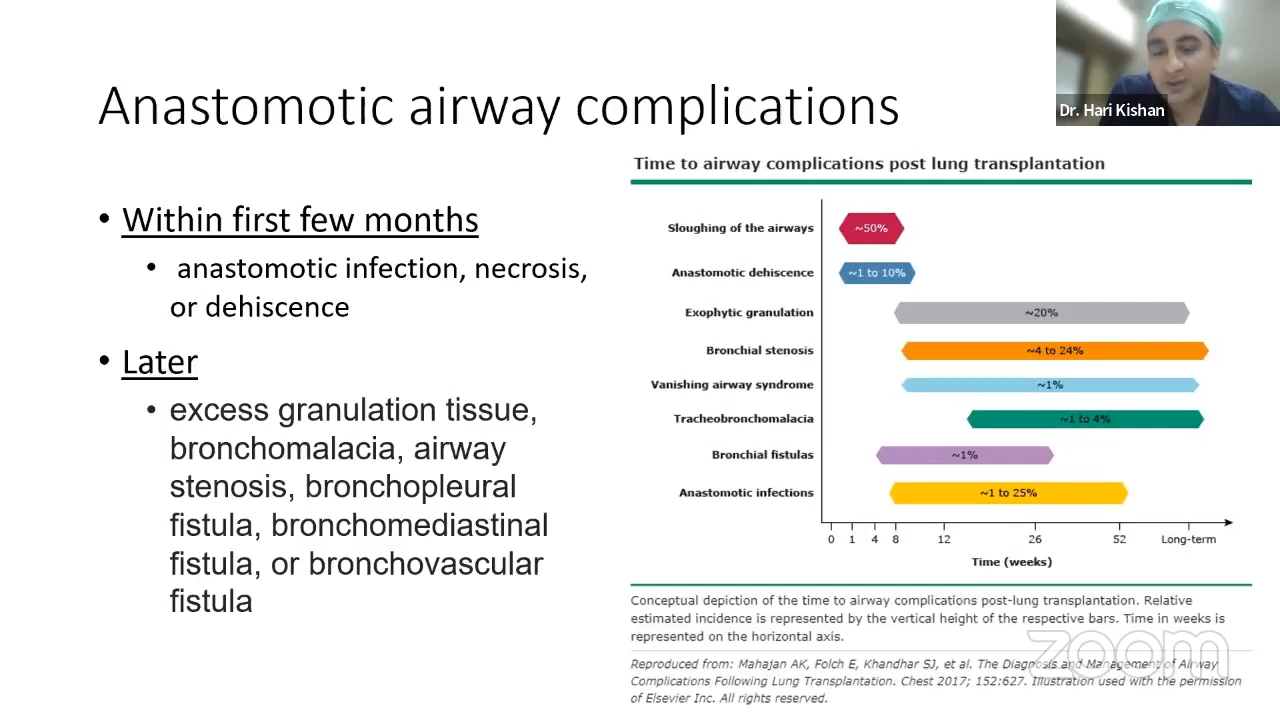 Anastomotic airway complications
Dr. Hari Kishan
• Within first few months
• anastomotic infection, necrosis,
or dehiscence
• Later
• excess granulation tissue,
bronchomalacia, airway
stenosis, bronchopleural
fistula, bronchomediastinal
fistula, or bronchovascular
fistula
Time to airway complications post lung transplantation
Sloughing of the airways ~50%
Anastomotic dehiscence ~1 to 10%
Exophytic granulation ~20%
Bronchial stenosis ~4 to 24%
Vanishing airway syndrome ~1%
Tracheobronchomalacia ~1 to 4%
Bronchial fistulas ~1%
Anastomotic infections ~1 to 25%
0 1 4 8 12 26 52 Long-term
Time (weeks)
Conceptual depiction of the time to airway complications post-lung transplantation. Relative
estimated incidence is represented by the vertical height of the respective bars. Time in weeks is
represented on the horizontal axis.
zoom
Reproduced from: Mahajan AK, Folch E, Khandhar SJ, et al. The Diagnosis and Management of Airway
Complications Following Lung Transplantation. Chest 2017; 152:627. Illustration used with the permission
of Elsevier Inc. All rights reserved.